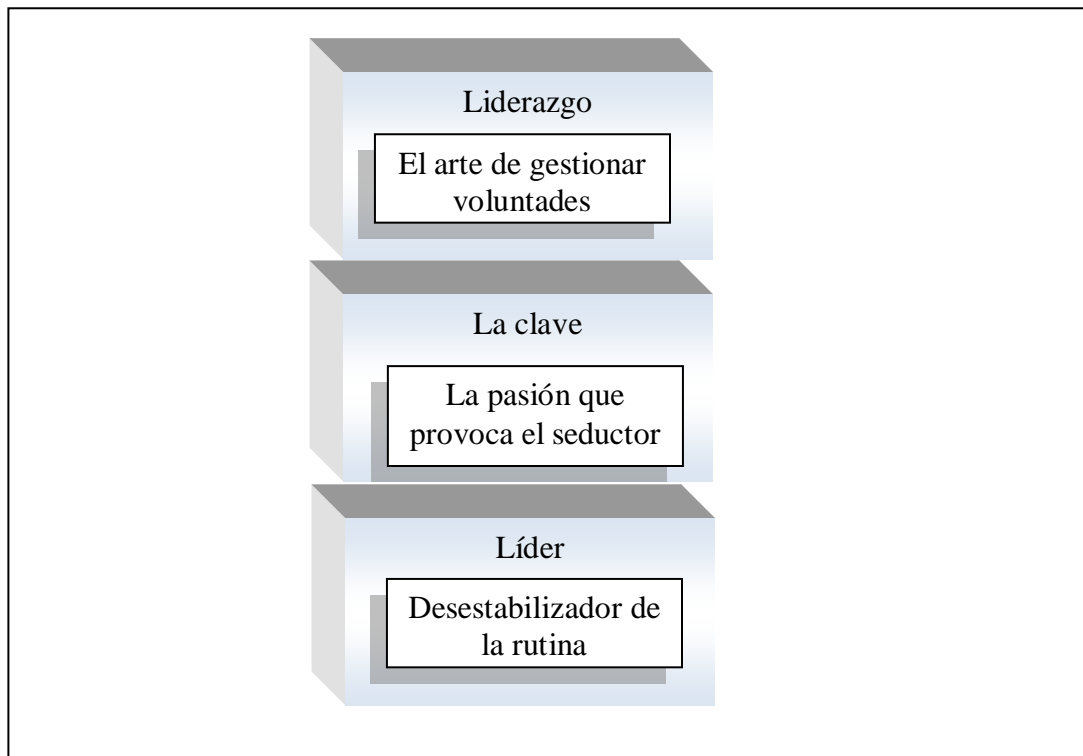 Liderazgo
El arte de gestionar
voluntades
La clave
La pasión que
provoca el seductor
Líder
Desestabilizador de
la rutina